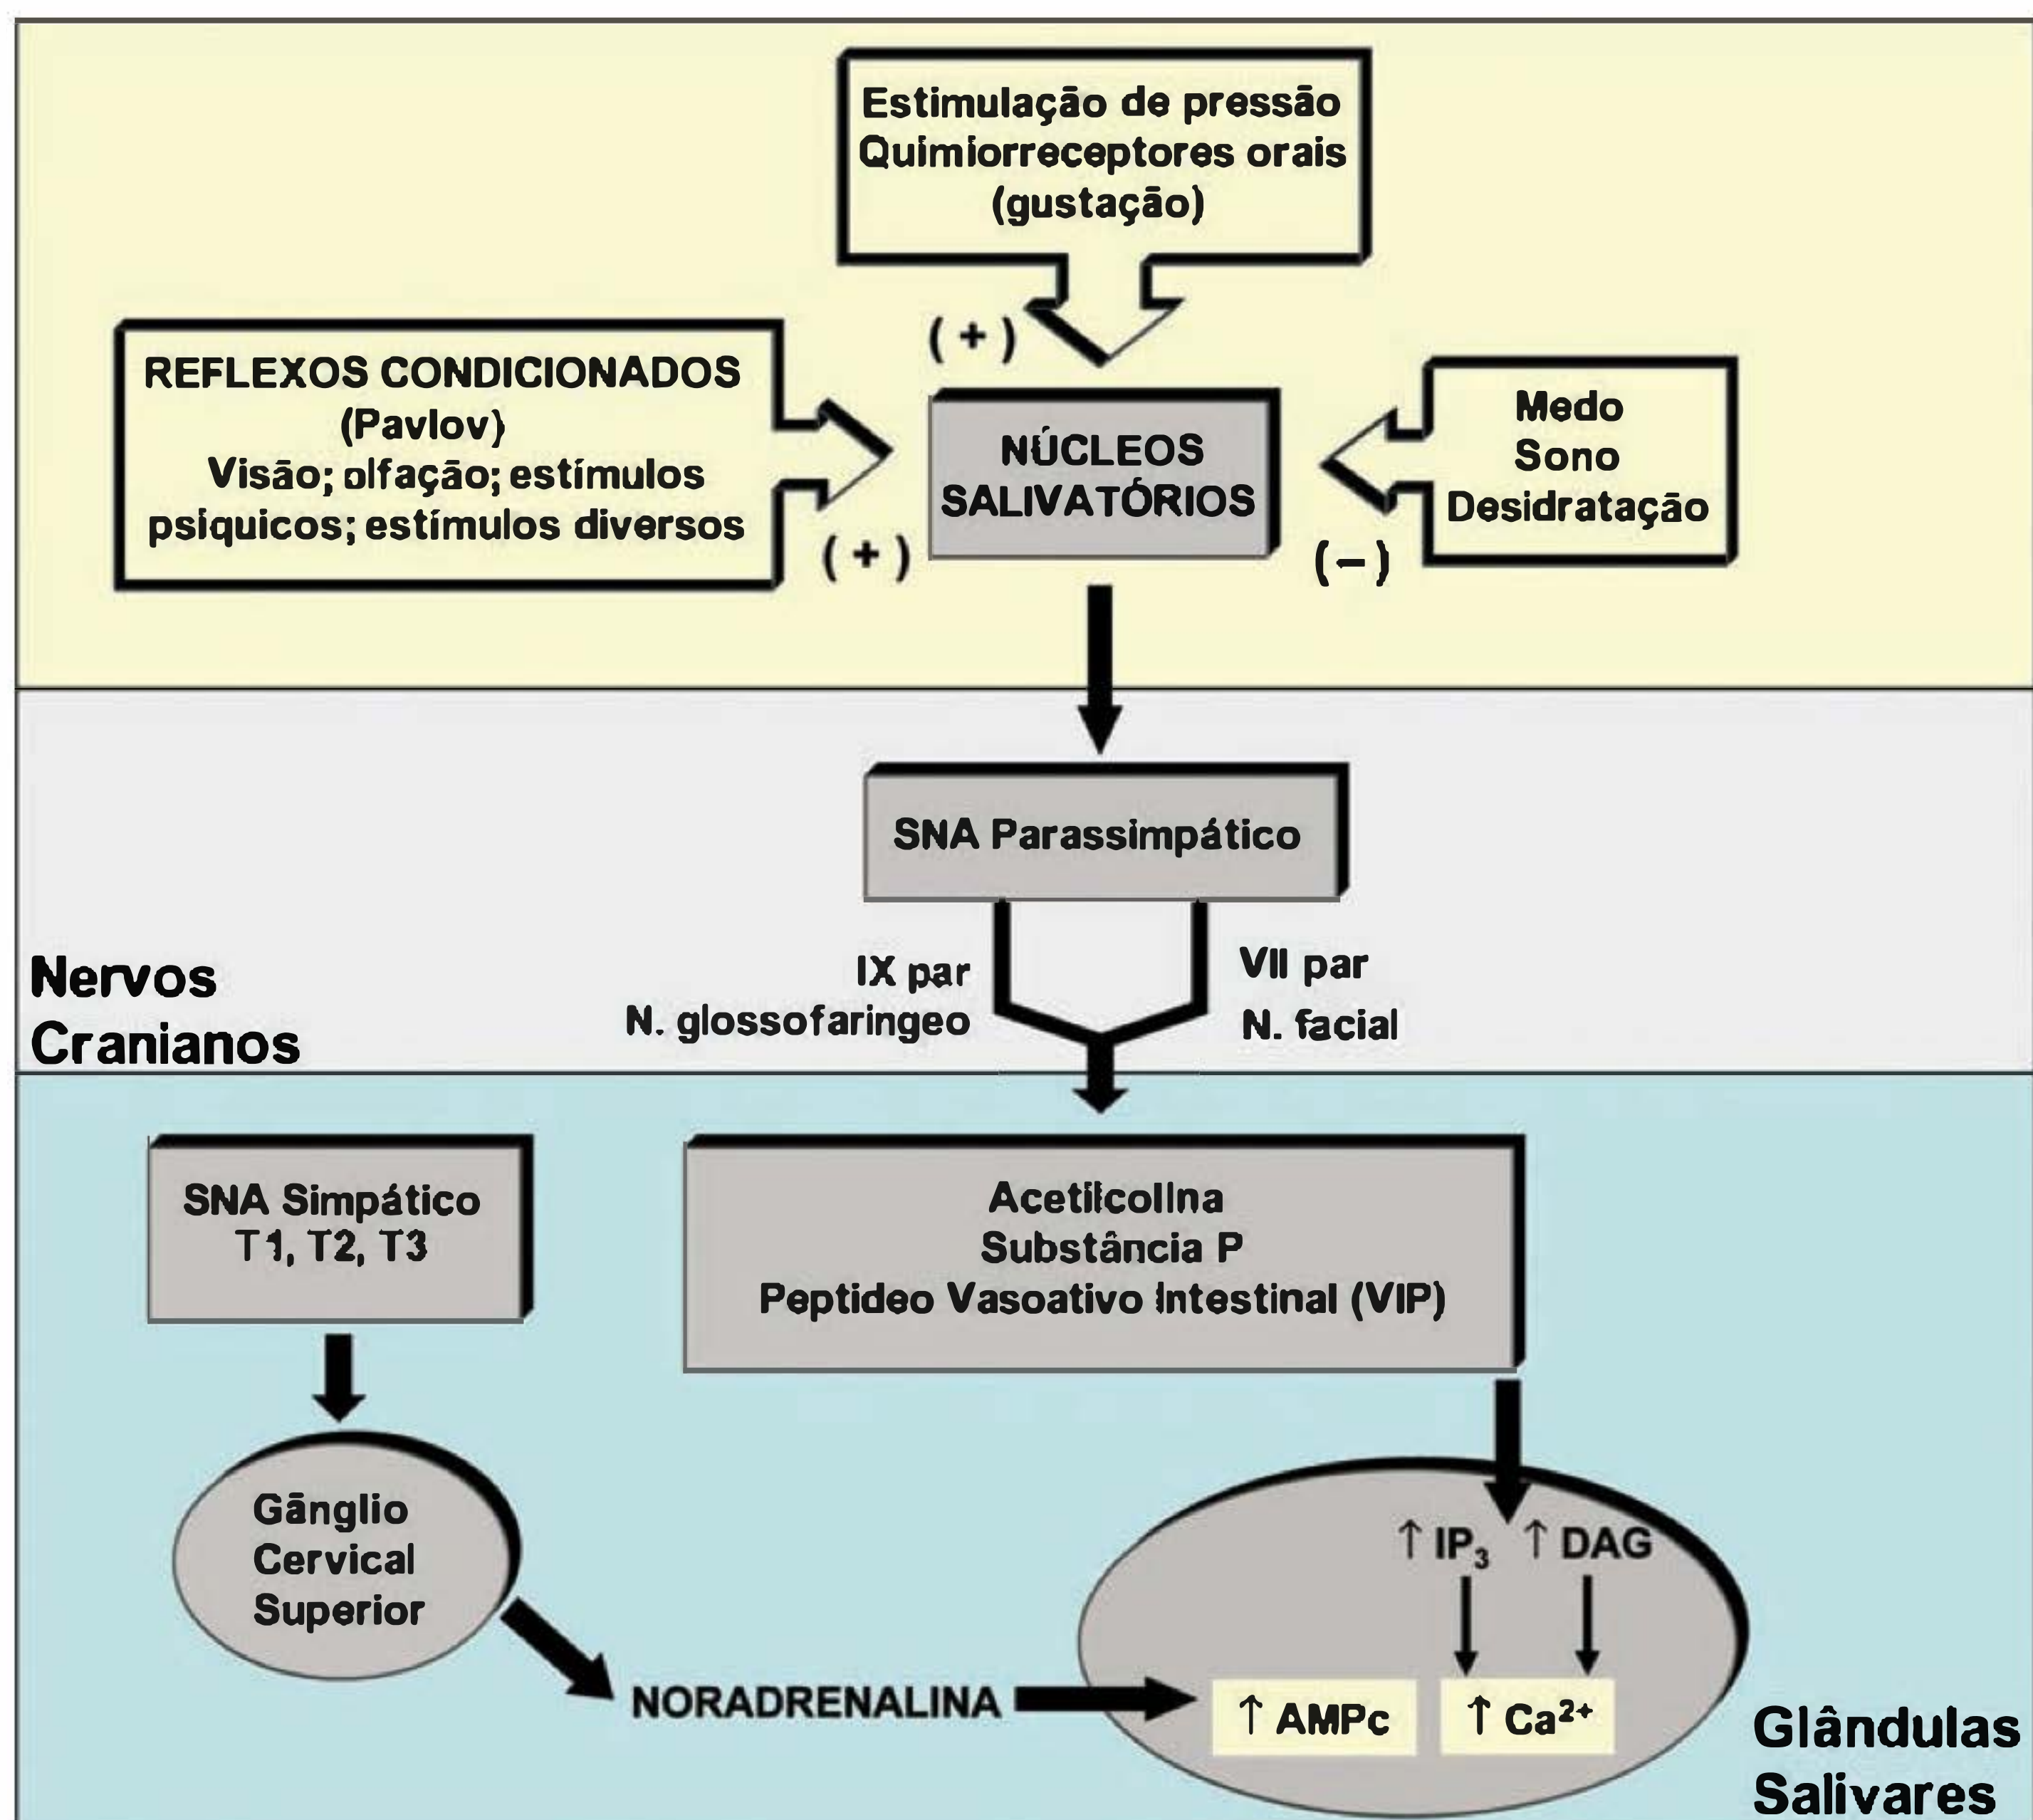 Estimulação de pressão
Quimiorreceptores orais
(gustação)
(+)
REFLEXOS CONDICIONADOS
(Pavlov)
Visão; olfação; estímulos
psíquicos; estímulos diversos
(+)
NÚCLEOS
SALIVATÓRIOS
Medo
Sono
Desidratação
(–)
SNA Parassimpático
Nervos
Cranianos
IX par
N. glossofaringeo
VII par
N. facial
SNA Simpático
T1, T2, T3
Acetilcolina
Substância P
Peptideo Vasoativo Intestinal (VIP)
Gânglio
Cervical
Superior
NORADRENALINA
↑ IP₃ ↑ DAG
↑ AMPc
↑ Ca²⁺
Glândulas
Salivares